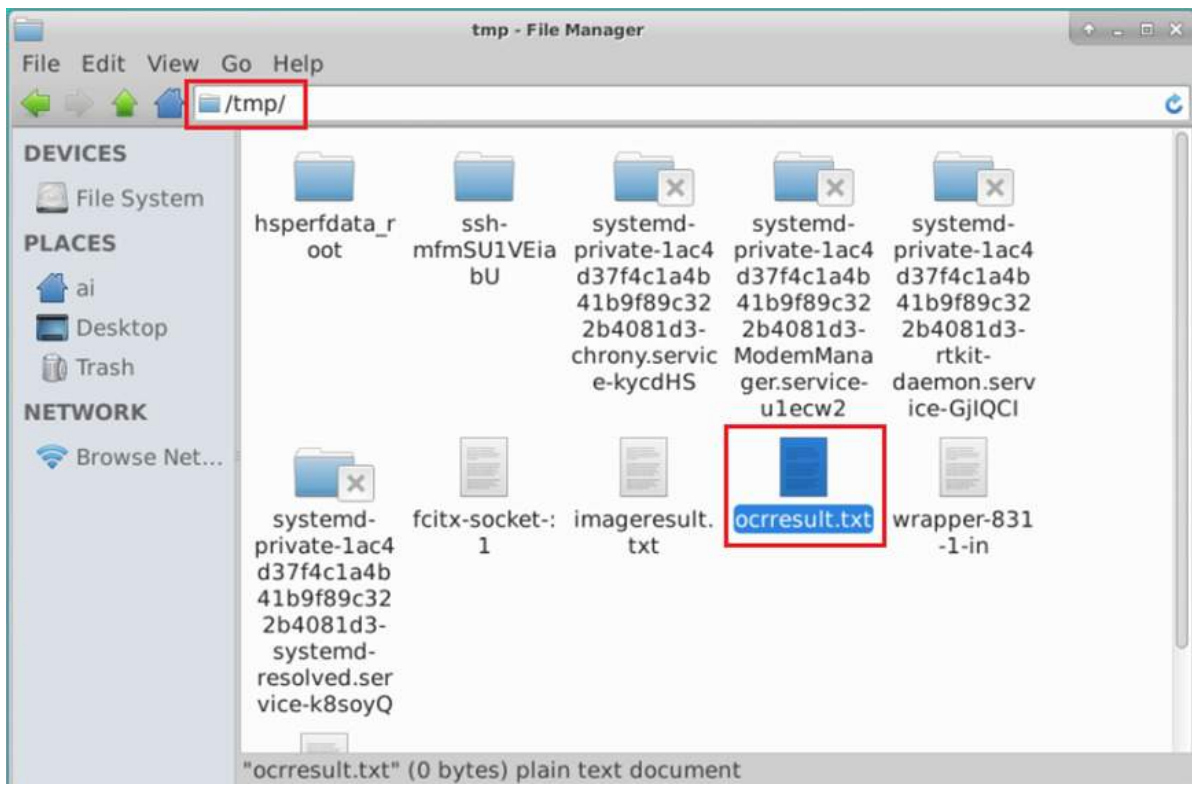 tmp - File Manager
File Edit View Go Help
/tmp/
DEVICES
File System
PLACES
ai
Desktop
Trash
NETWORK
Browse Net...
hsperfdata_r
oot
ssh-
mfmSU1VEia
bU
systemd-
private-1ac4
d37f4c1a4b
41b9f89c32
2b4081d3-
chrony.servic
e-kycdHS
systemd-
private-1ac4
d37f4c1a4b
41b9f89c32
2b4081d3-
ModemMana
ger.service-
u1ecw2
systemd-
private-1ac4
d37f4c1a4b
41b9f89c32
2b4081d3-
rtkit-
daemon.serv
ice-GjIQCI
systemd-
private-1ac4
d37f4c1a4b
41b9f89c32
2b4081d3-
systemd-
resolved.ser
vice-k8soyQ
fcitx-socket-:
1
imageresult.
txt
ocrresult.txt
wrapper-831
-1-in
"ocrresult.txt" (0 bytes) plain text document